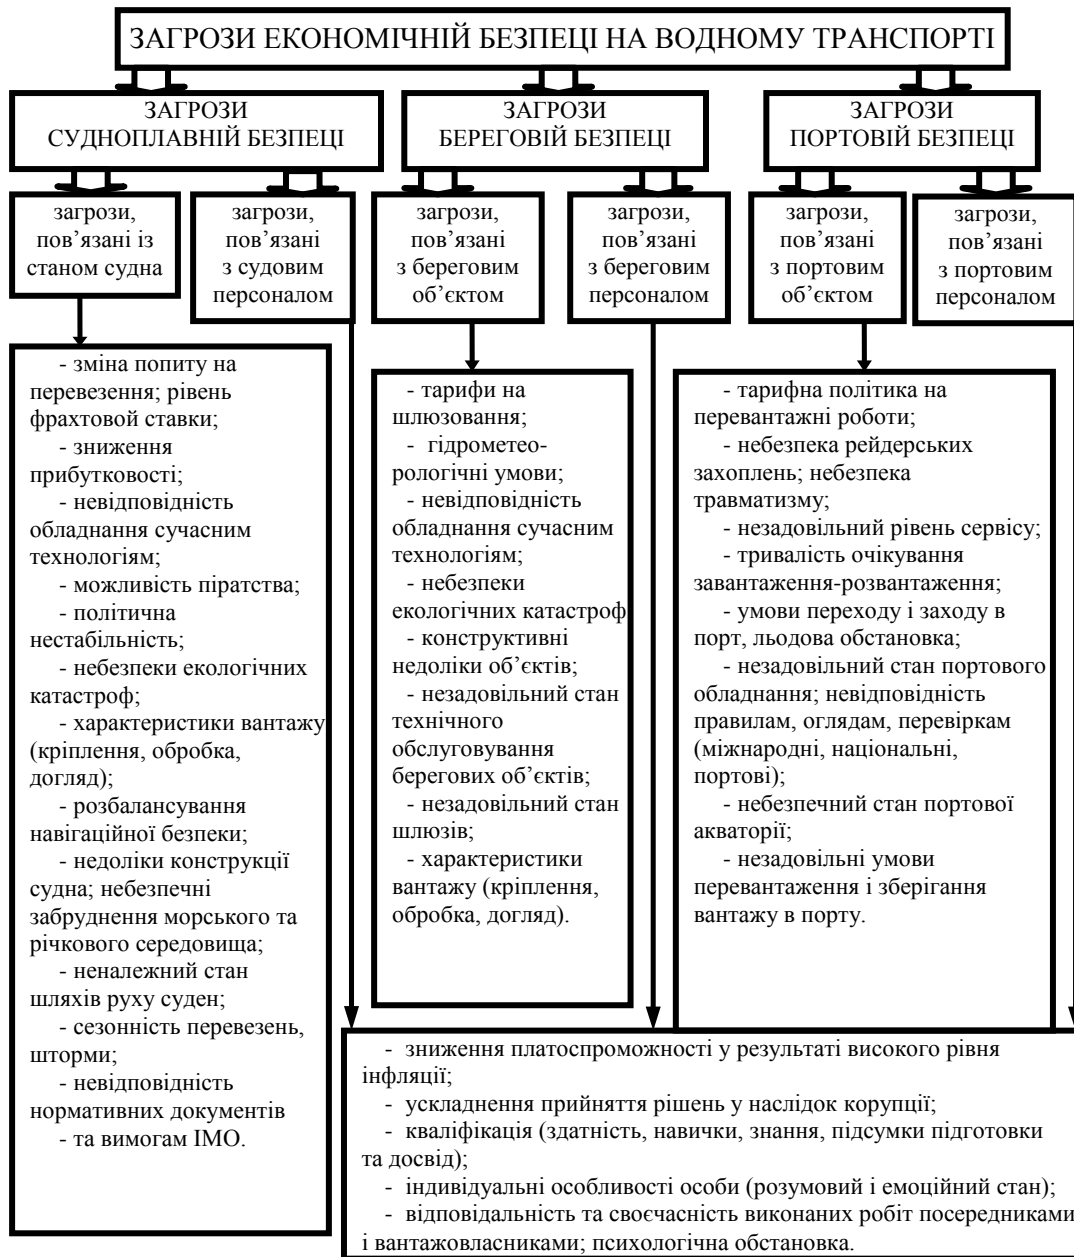 ЗАГРОЗИ ЕКОНОМІЧНІЙ БЕЗПЕЦІ НА ВОДНОМУ ТРАНСПОРТІ
ЗАГРОЗИ
СУДНОПЛАВНІЙ БЕЗПЕЦІ
ЗАГРОЗИ
БЕРЕГОВІЙ БЕЗПЕЦІ
ЗАГРОЗИ
ПОРТОВІЙ БЕЗПЕЦІ
загрози,
пов’язані із
станом судна
загрози,
пов’язані
з судовим
персоналом
загрози,
пов’язані
з береговим
об’єктом
загрози,
пов’язані
з береговим
персоналом
загрози,
пов’язані
з портовим
об’єктом
загрози,
пов’язані
з портовим
персоналом
- зміна попиту на
перевезення; рівень
фрахтової ставки;
- зниження
прибутковості;
- невідповідність
обладнання сучасним
технологіям;
- можливість піратства;
- політична
нестабільність;
- небезпеки екологічних
катастроф;
- характеристики вантажу
(кріплення, обробка,
догляд);
- розбалансування
навігаційної безпеки;
- недоліки конструкції
судна; небезпечні
забруднення морського та
річкового середовища;
- неналежний стан
шляхів руху суден;
- сезонність перевезень,
шторми;
- невідповідність
нормативних документів
- та вимогам ІМО.
- тарифи на
шлюзовання;
- гідрометео-
рологічні умови;
- невідповідність
обладнання сучасним
технологіям;
- небезпеки
екологічних катастроф
- конструктивні
недоліки об’єктів;
- незадовільний стан
технічного
обслуговування
берегових об’єктів;
- незадовільний стан
шлюзів;
- характеристики
вантажу (кріплення,
обробка, догляд).
- тарифна політика на
перевантажні роботи;
- небезпека рейдерських
захоплень; небезпека
травматизму;
- незадовільний рівень сервісу;
- тривалість очікування
завантаження-розвантаження;
- умови переходу і заходу в
порт, льодова обстановка;
- незадовільний стан портового
обладнання; невідповідність
правилам, оглядам, перевіркам
(міжнародні, національні,
портові);
- небезпечний стан портової
акваторії;
- незадовільні умови
перевантаження і зберігання
вантажу в порту.
- зниження платоспроможності у результаті високого рівня
інфляції;
- ускладнення прийняття рішень у наслідок корупції;
- кваліфікація (здатність, навички, знання, підсумки підготовки
та досвід);
- індивідуальні особливості особи (розумовий і емоційний стан);
- відповідальність та своєчасність виконаних робіт посередниками
і вантажовласниками; психологічна обстановка.